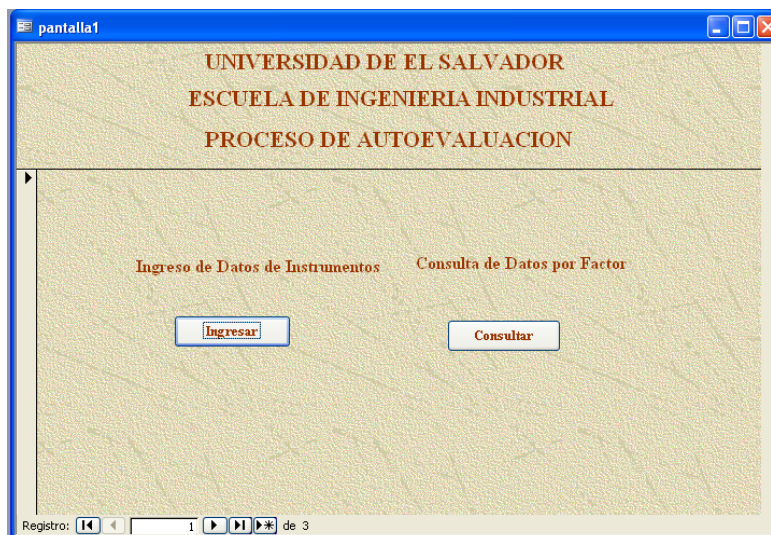 pantalla1
UNIVERSIDAD DE EL SALVADOR
ESCUELA DE INGENIERIA INDUSTRIAL
PROCESO DE AUTOEVALUACION
Ingreso de Datos de Instrumentos
Consulta de Datos por Factor
Ingresar
Consultar
Registro: 1 de 3